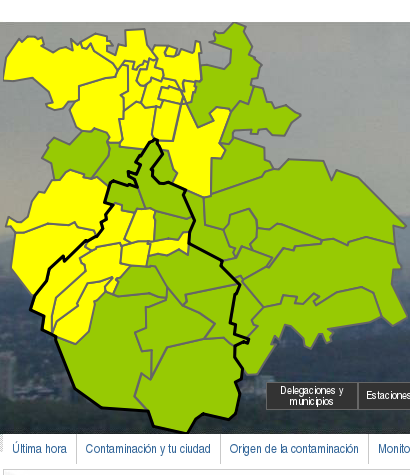 Delegaciones y
municipios
Estaciones
Última hora
Contaminación y tu ciudad
Origen de la contaminación
Monito